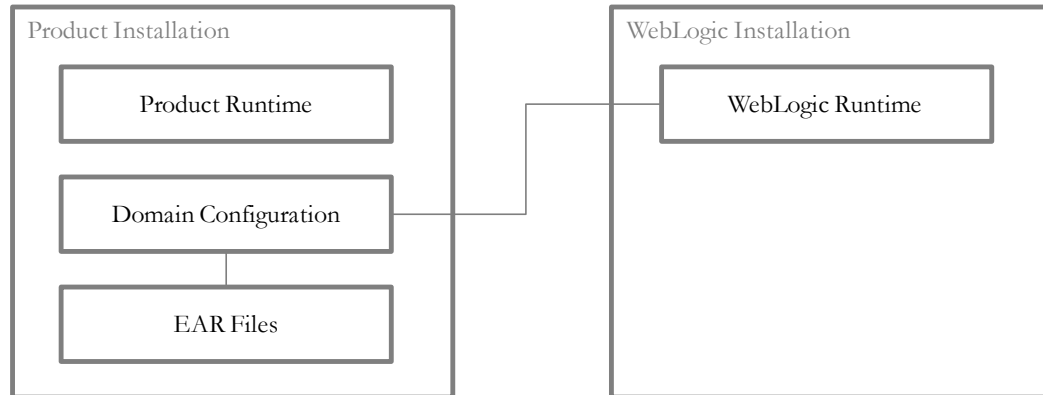 Product Installation
Product Runtime
Domain Configuration
EAR Files
WebLogic Installation
WebLogic Runtime